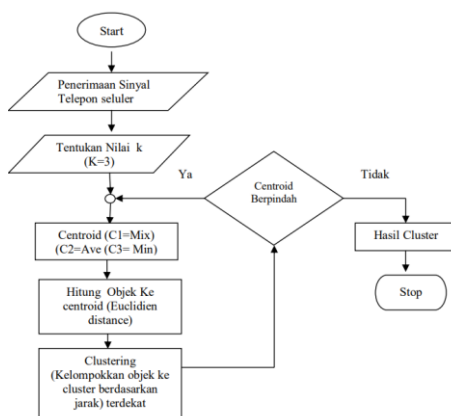 Start
Penerimaan Sinyal
Telepon seluler
Tentukan Nilai k
(K=3)
Ya
Centroid
Berpindah
Tidak
Centroid (C1=Mix)
(C2=Ave (C3= Min)
Hasil Cluster
Hitung Objek Ke
centroid (Euclidien
distance)
Stop
Clustering
(Kelompokkan objek ke
cluster berdasarkan
jarak) terdekat